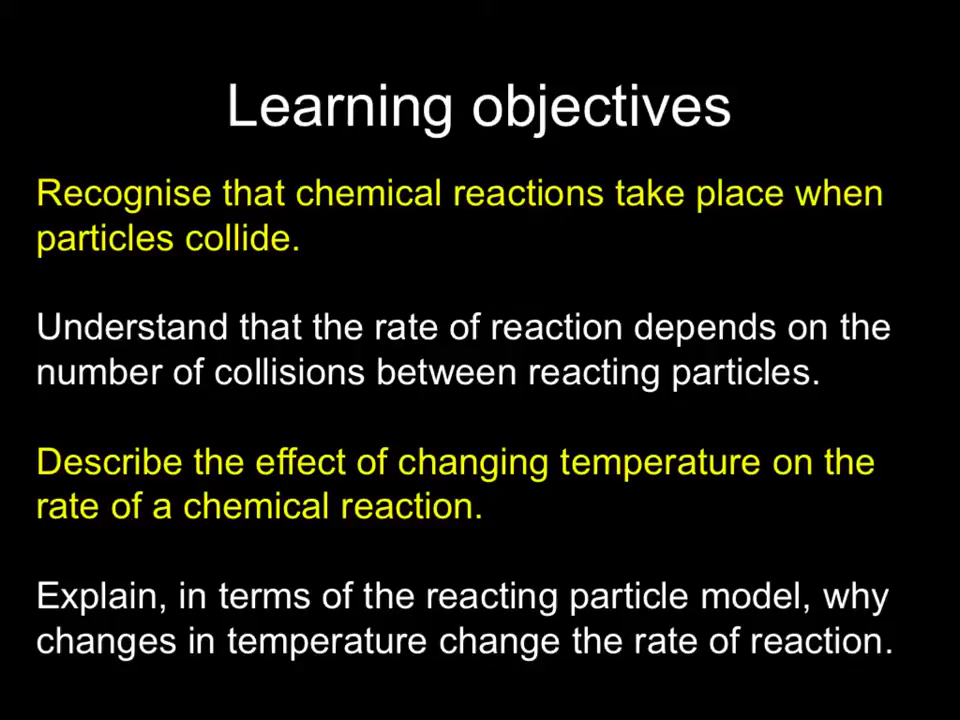 Learning objectives
Recognise that chemical reactions take place when
particles collide.
Understand that the rate of reaction depends on the
number of collisions between reacting particles.
Describe the effect of changing temperature on the
rate of a chemical reaction.
Explain, in terms of the reacting particle model, why
changes in temperature change the rate of reaction.